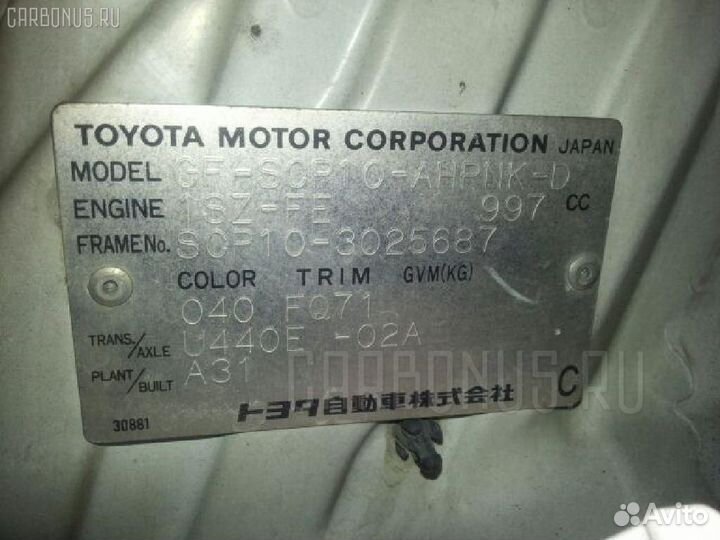 CARBONUS.RU
TOYOTA MOTOR CORPORATION JAPAN
MODEL GF-SCP10-AHPNK-D
ENGINE 1SZ-FE 997 CC
FRAME No. SCP10-3025687
COLOR TRIM GVM(KG)
040 FQ71
TRANS./AXLE U440E -02A
PLANT/BUILT A31
トヨタ自動車株式会社 C
30881
CARBONUS.RU
Avito